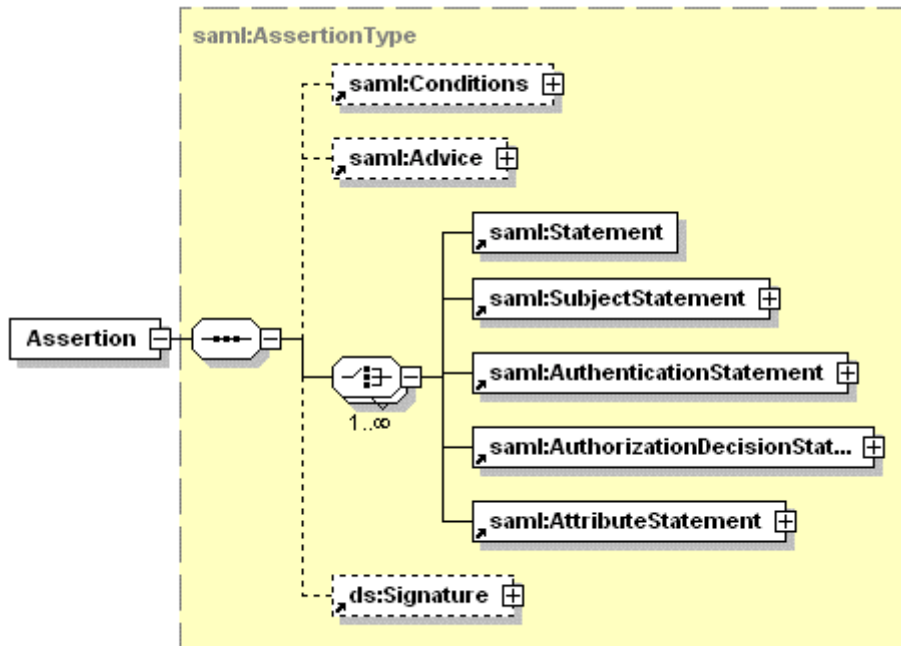 saml:AssertionType
saml:Conditions
saml:Advice
saml:Statement
saml:SubjectStatement
Assertion
saml:AuthenticationStatement
1..∞
saml:AuthorizationDecisionStat...
saml:AttributeStatement
ds:Signature